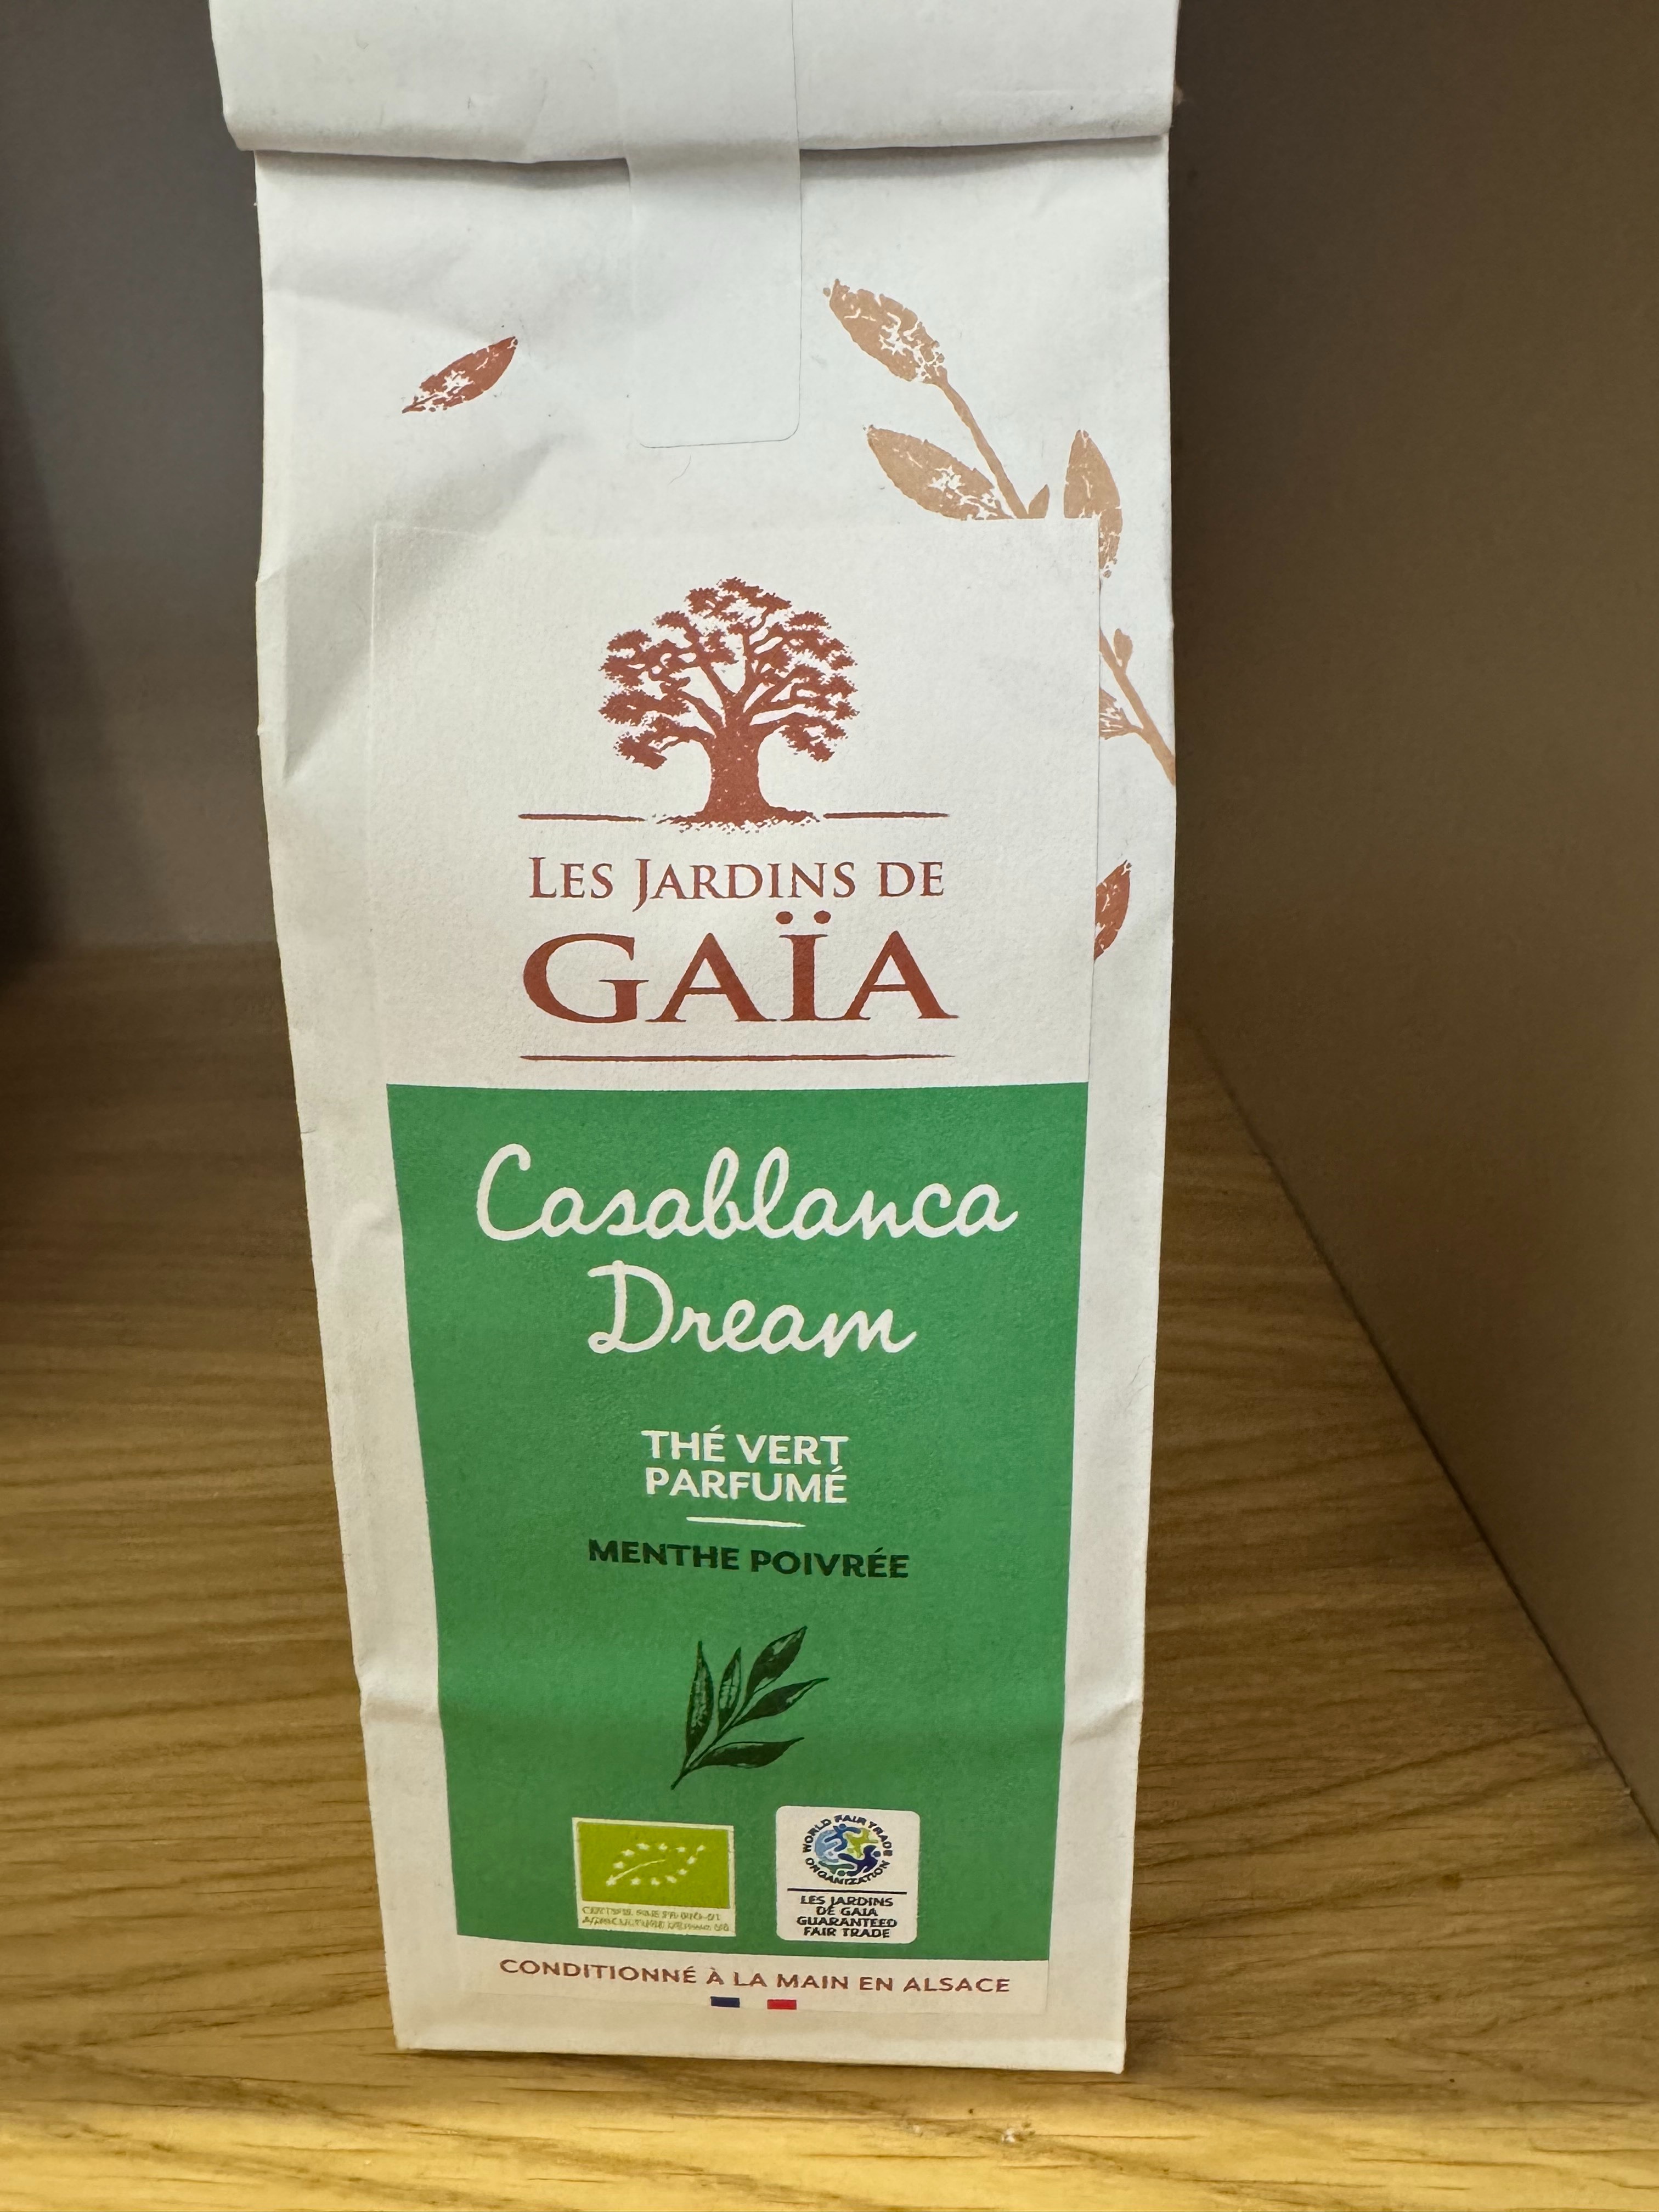 LES JARDINS DE
GAÏA
Casablanca
Dream
THÉ VERT
PARFUMÉ
MENTHE POIVRÉE
WORLD FAIR TRADE
ORGANIZATION
LES JARDINS
DE GAIA
GUARANTEED
FAIR TRADE
CONDITIONNÉ À LA MAIN EN ALSACE